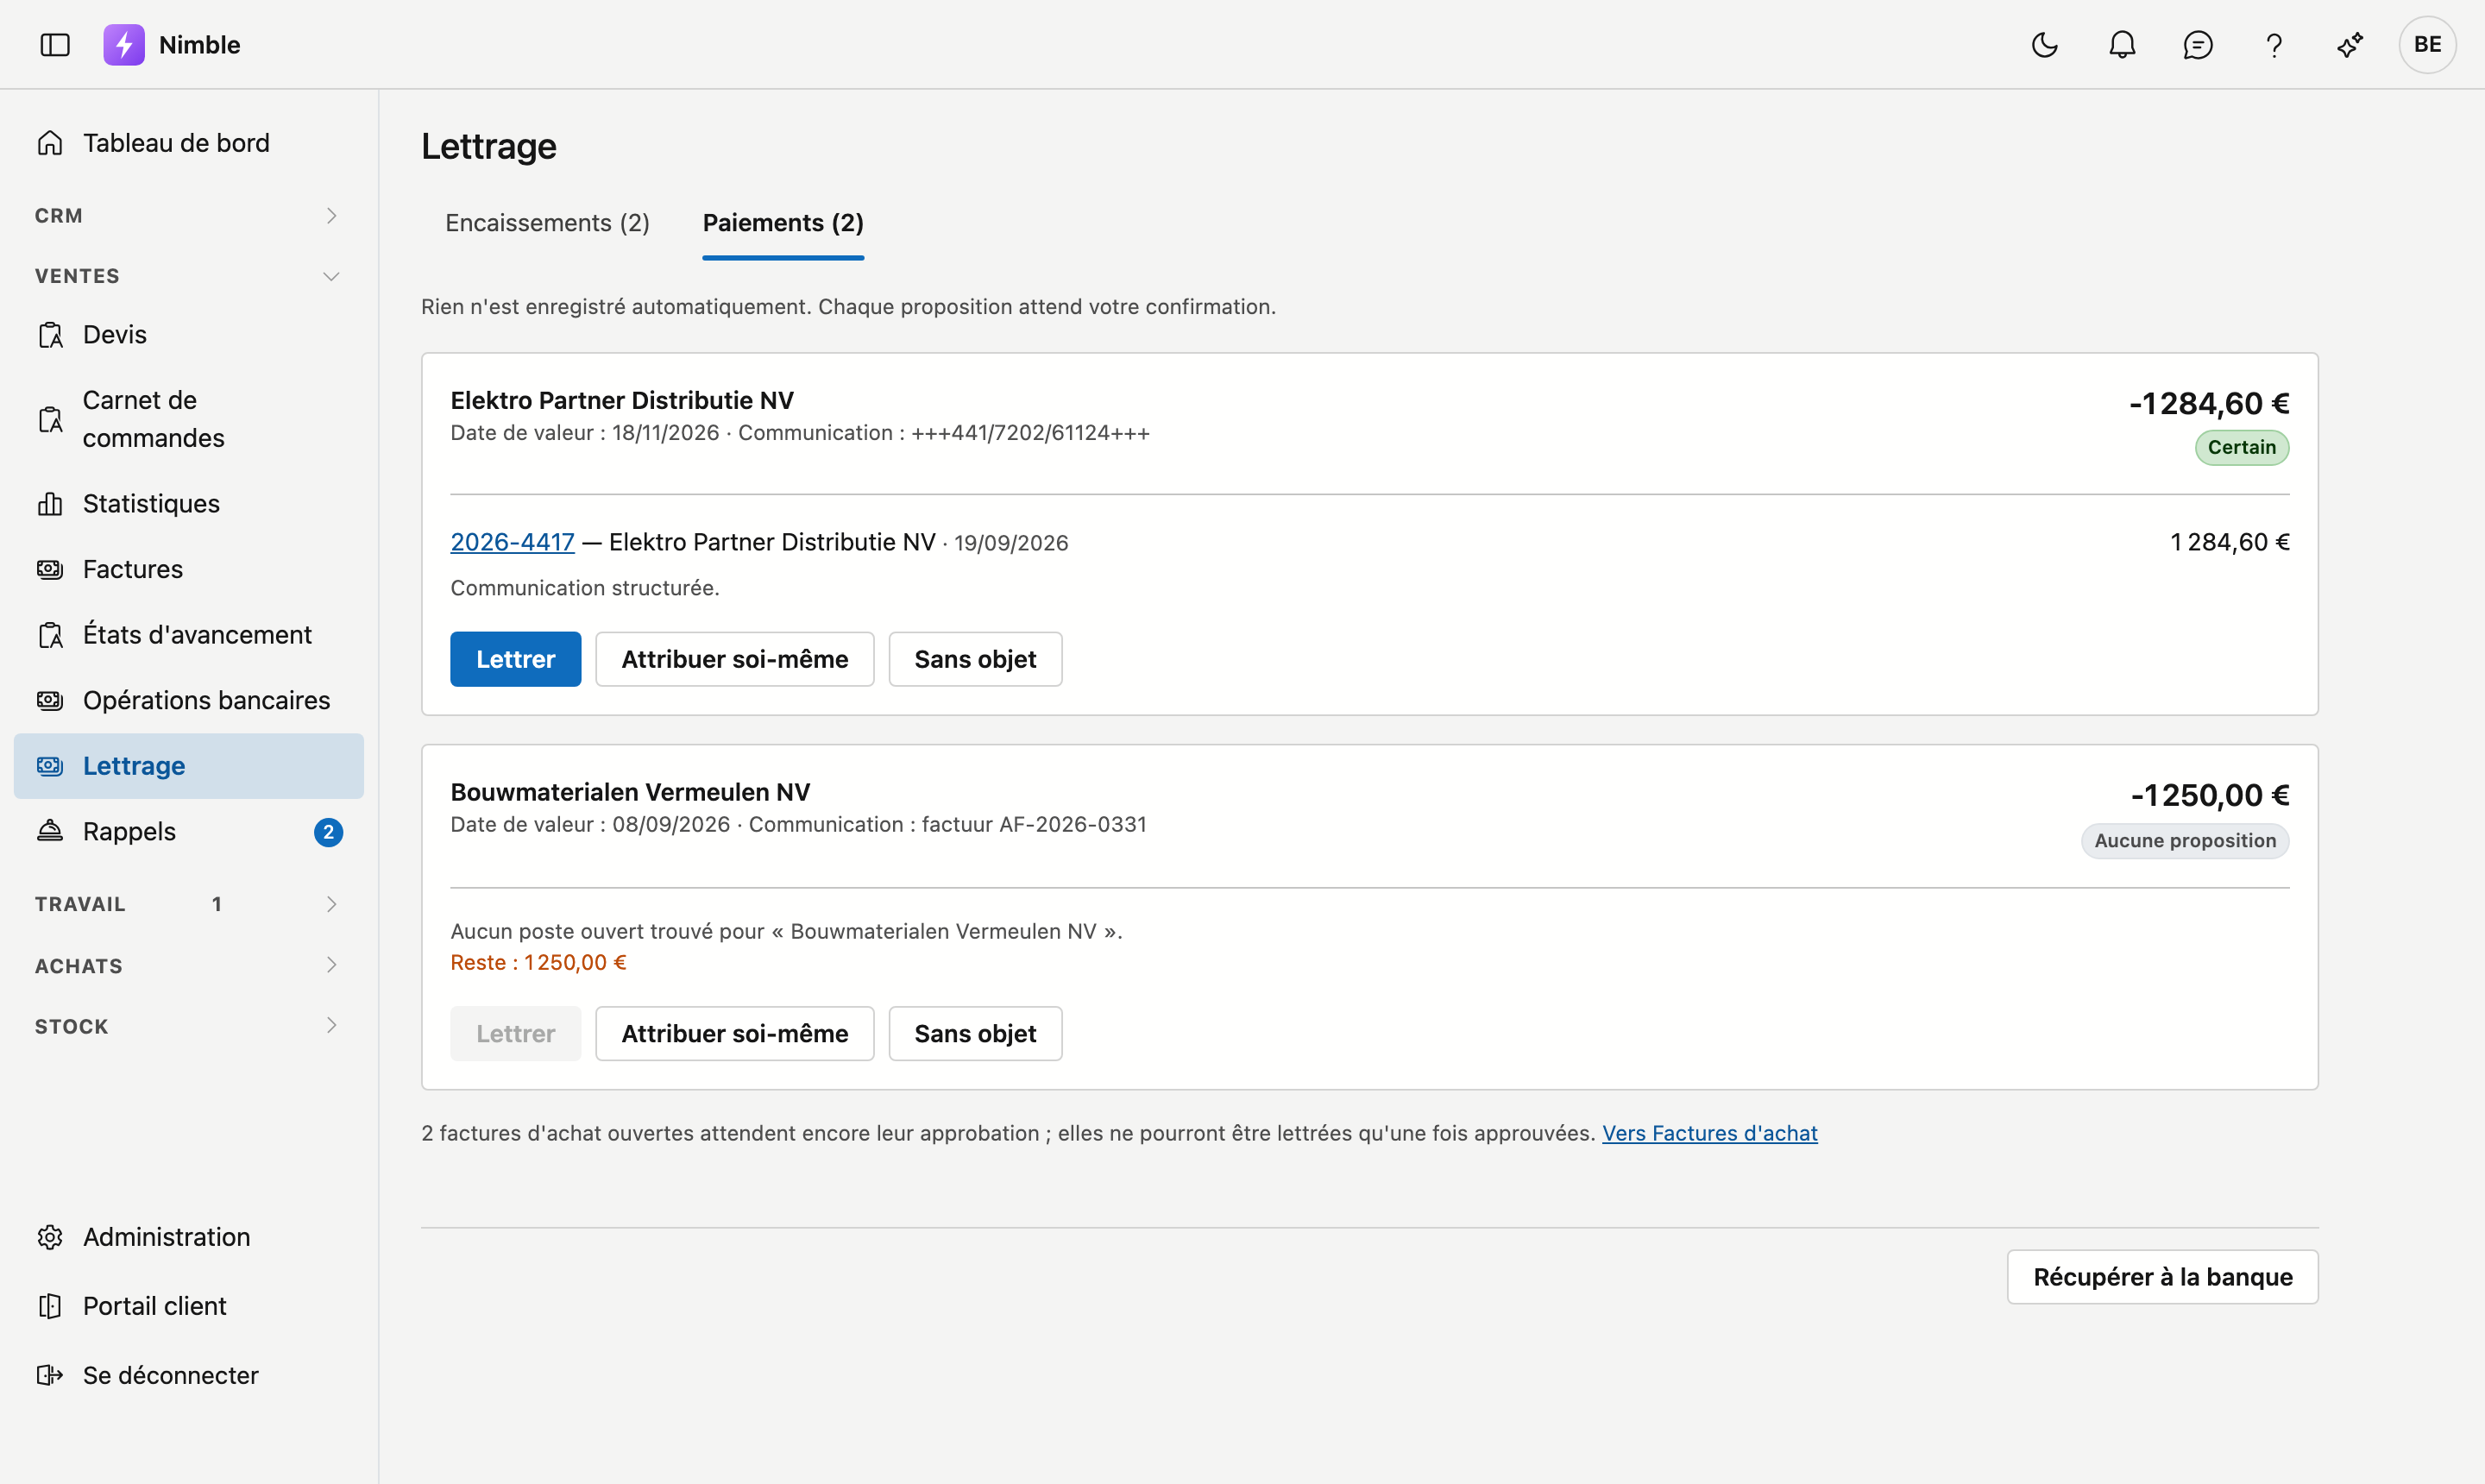 Nimble
BE
Tableau de bord
CRM
VENTES
Devis
Carnet de
commandes
Statistiques
Factures
États d'avancement
Opérations bancaires
Lettrage
Rappels 2
TRAVAIL 1
ACHATS
STOCK
Administration
Portail client
Se déconnecter
Lettrage
Encaissements (2) Paiements (2)
Rien n'est enregistré automatiquement. Chaque proposition attend votre confirmation.
Elektro Partner Distributie NV -1 284,60 €
Date de valeur : 18/11/2026 · Communication : +++441/7202/61124+++
Certain
2026-4417 — Elektro Partner Distributie NV · 19/09/2026 1 284,60 €
Communication structurée.
Lettrer Attribuer soi-même Sans objet
Bouwmaterialen Vermeulen NV -1 250,00 €
Date de valeur : 08/09/2026 · Communication : factuur AF-2026-0331
Aucune proposition
Aucun poste ouvert trouvé pour « Bouwmaterialen Vermeulen NV ».
Reste : 1 250,00 €
Lettrer Attribuer soi-même Sans objet
2 factures d'achat ouvertes attendent encore leur approbation ; elles ne pourront être lettrées qu'une fois approuvées. Vers Factures d'achat
Récupérer à la banque